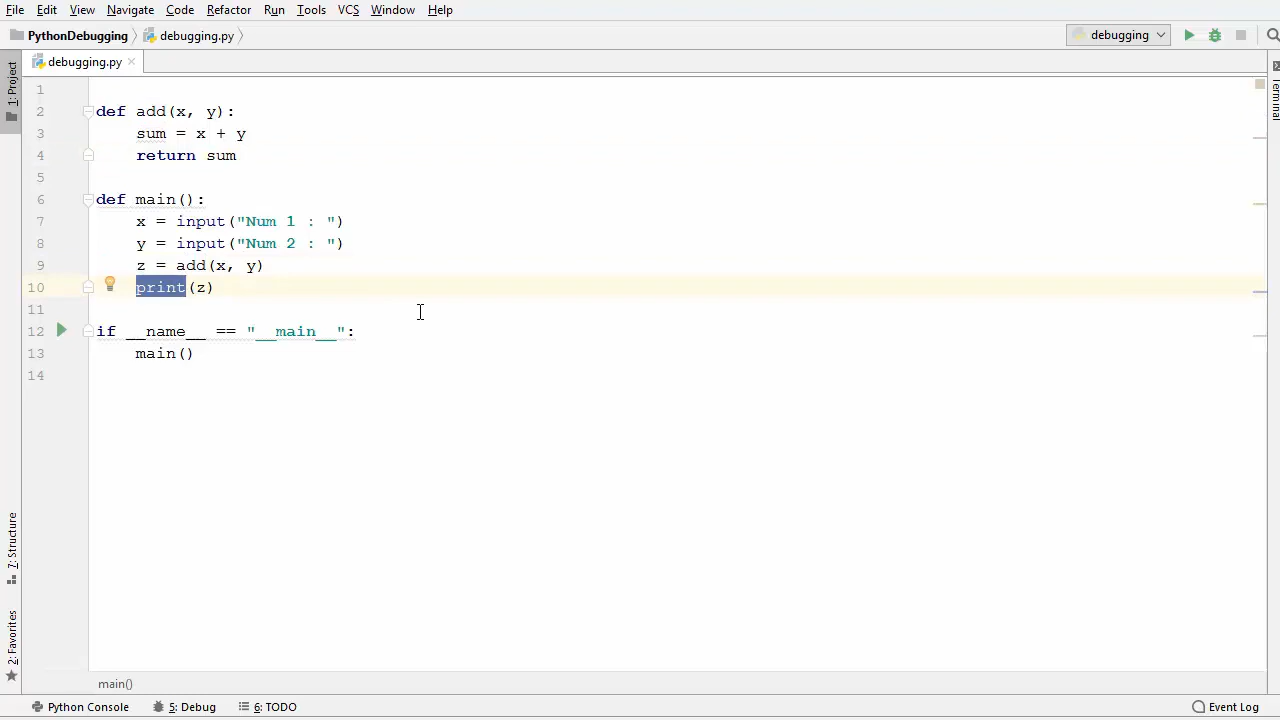 File Edit View Navigate Code Refactor Run Tools VCS Window Help
PythonDebugging debugging.py debugging
debugging.py
1: Project
Terminal
1
2 def add(x, y):
3     sum = x + y
4     return sum
5
6 def main():
7     x = input("Num 1 : ")
8     y = input("Num 2 : ")
9     z = add(x, y)
10     print(z)
11
12 if __name__ == "__main__":
13     main()
14
7: Structure
2: Favorites
main()
Python Console 5: Debug 6: TODO Event Log